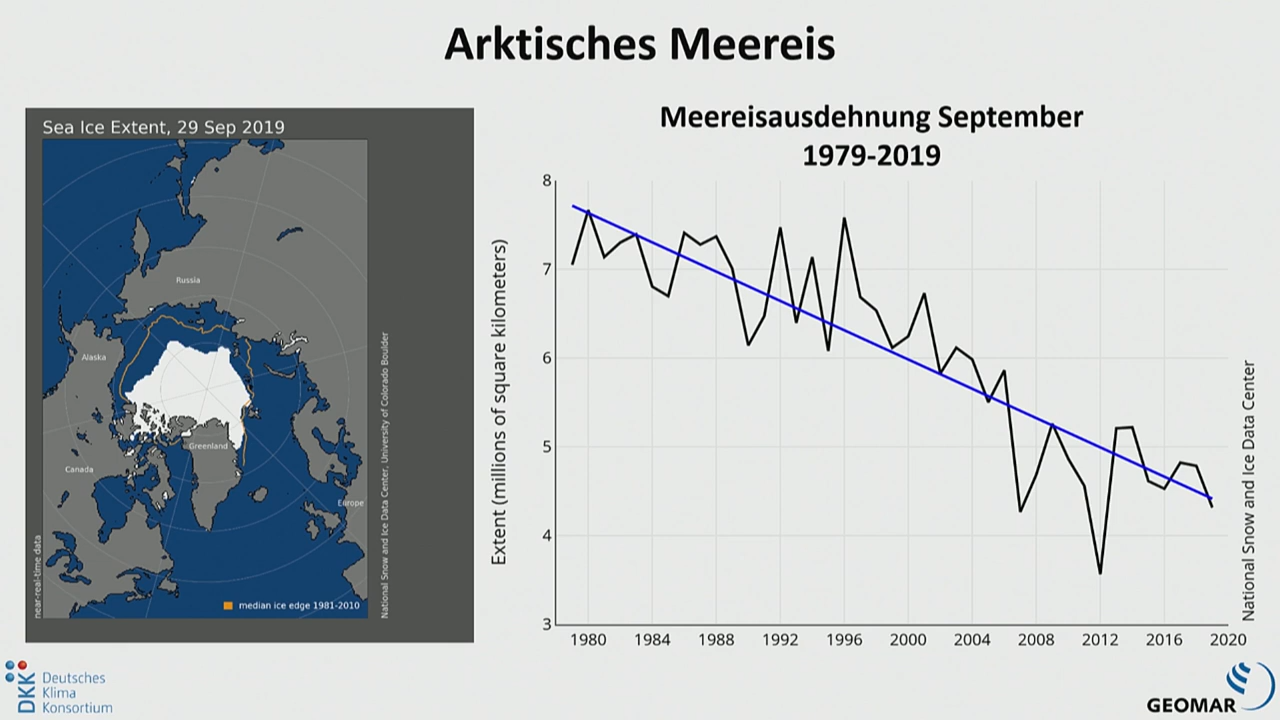 Arktisches Meereis
Sea Ice Extent, 29 Sep 2019
Russia
Alaska
Greenland
Canada
Europe
near-real-time data
median ice edge 1981-2010
National Snow and Ice Data Center, University of Colorado Boulder
Meereisausdehnung September
1979-2019
Extent (millions of square kilometers)
8
7
6
5
4
3
1980 1984 1988 1992 1996 2000 2004 2008 2012 2016 2020
National Snow and Ice Data Center
DKK
Deutsches
Klima
Konsortium
GEOMAR